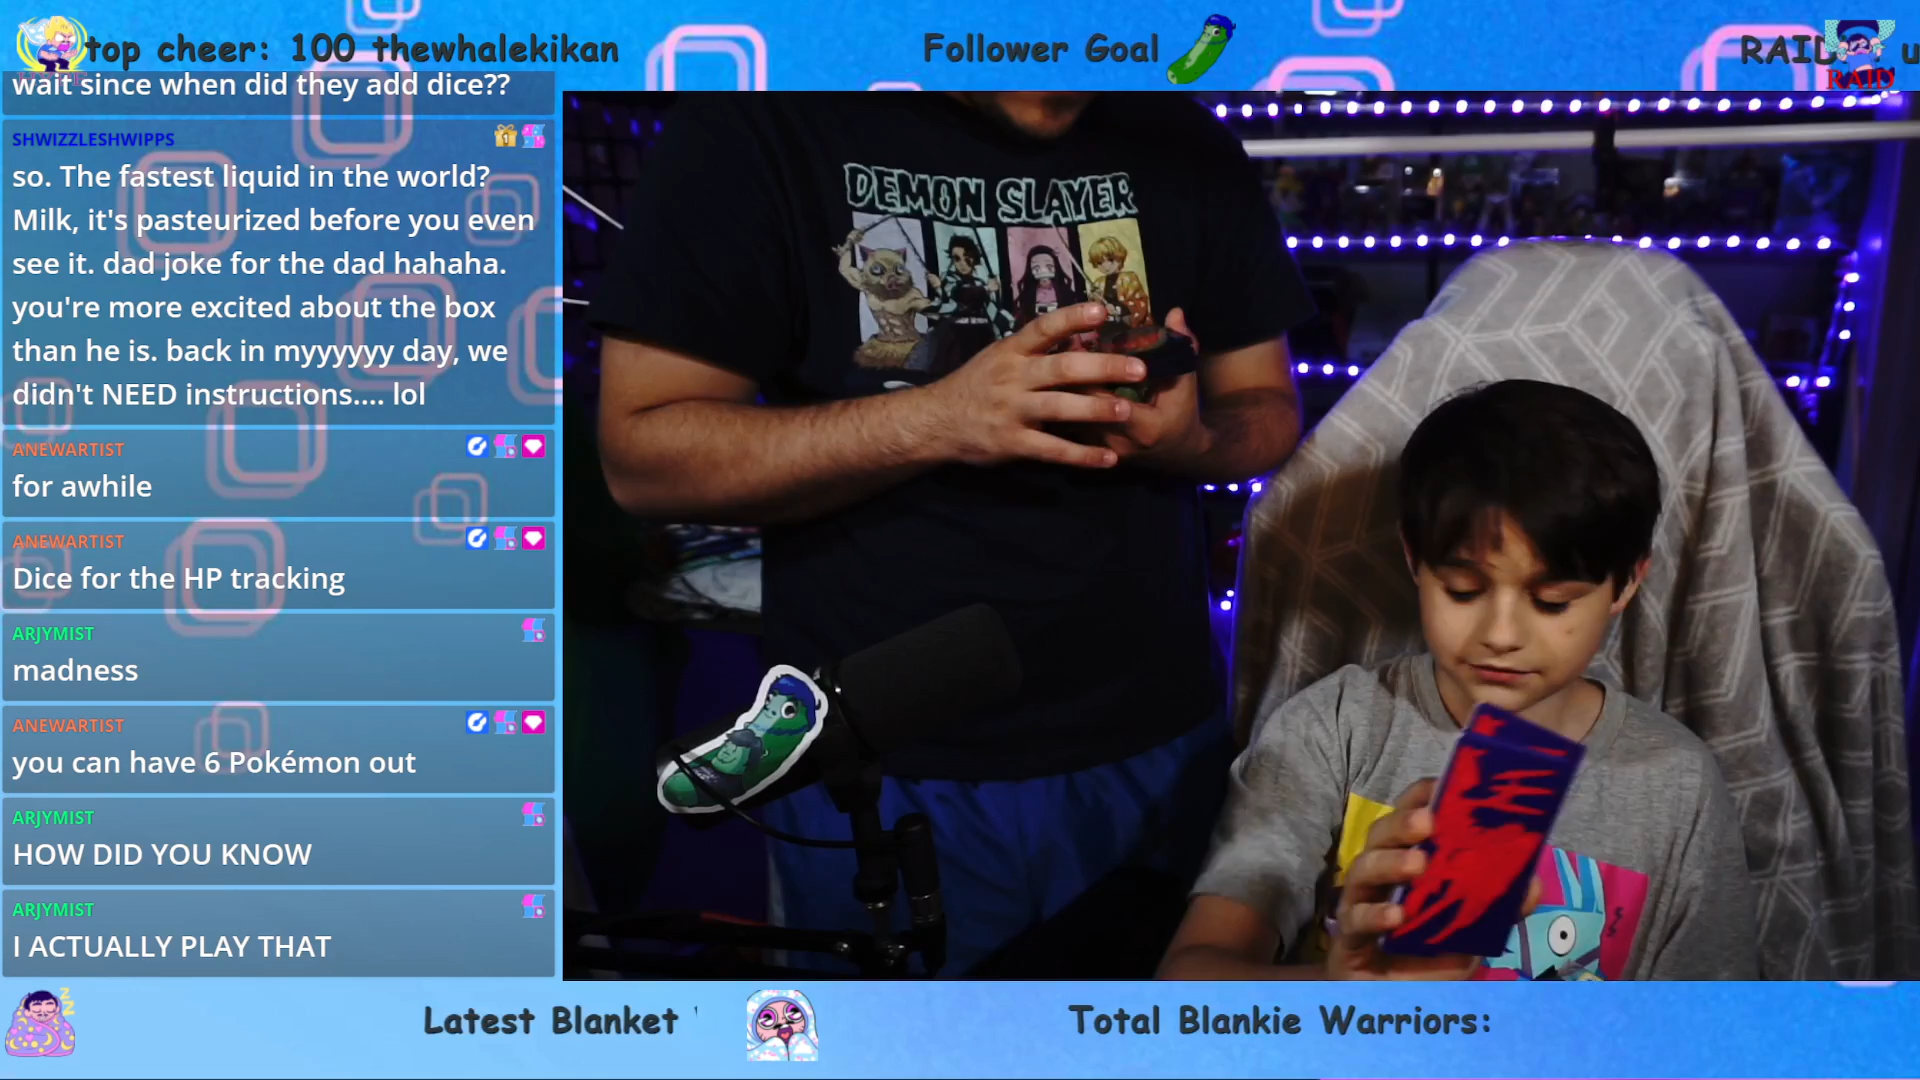 top cheer: 100 thewhalekikan
Follower Goal
RAID
RAID
wait since when did they add dice??
SHWIZZLESHWIPPS
so. The fastest liquid in the world?
Milk, it's pasteurized before you even
see it. dad joke for the dad hahaha.
you're more excited about the box
than he is. back in myyyyyy day, we
didn't NEED instructions.... lol
ANEWARTIST
for awhile
ANEWARTIST
Dice for the HP tracking
ARJYMIST
madness
ANEWARTIST
you can have 6 Pokémon out
ARJYMIST
HOW DID YOU KNOW
ARJYMIST
I ACTUALLY PLAY THAT
DEMON SLAYER
Latest Blanket
Total Blankie Warriors: